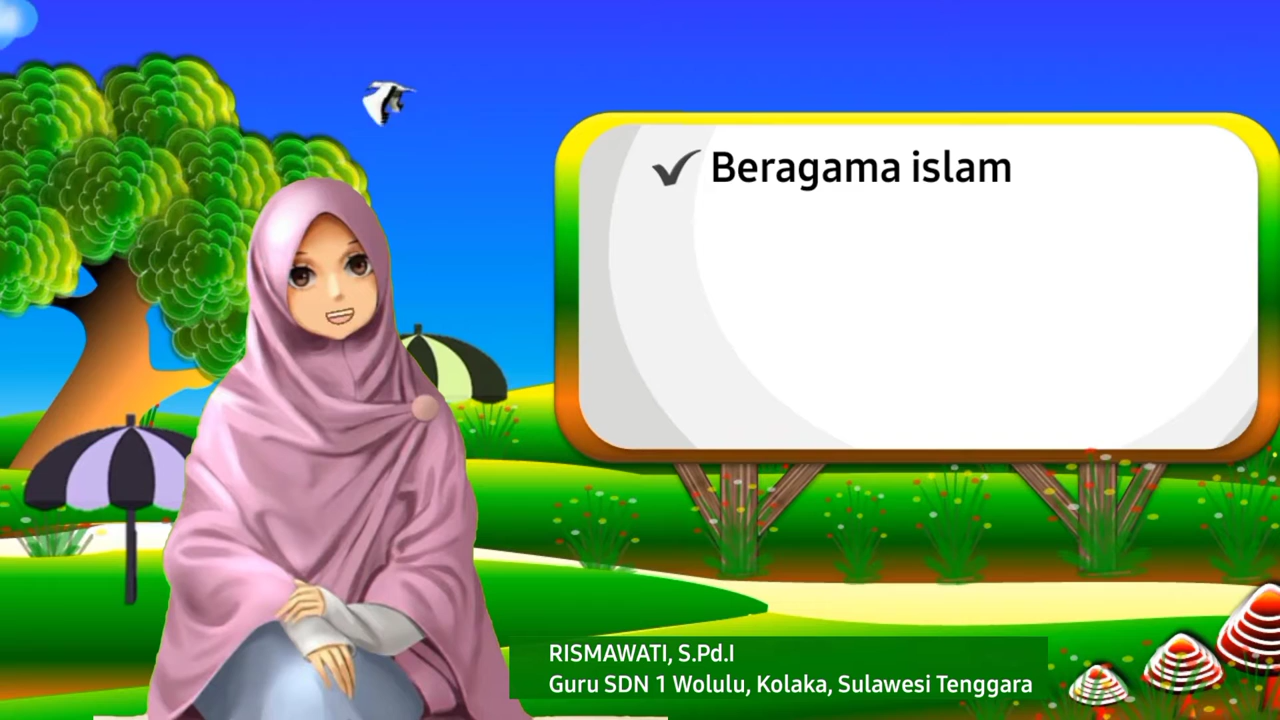 Beragama islam
RISMAWATI, S.Pd.I
Guru SDN 1 Wolulu, Kolaka, Sulawesi Tenggara